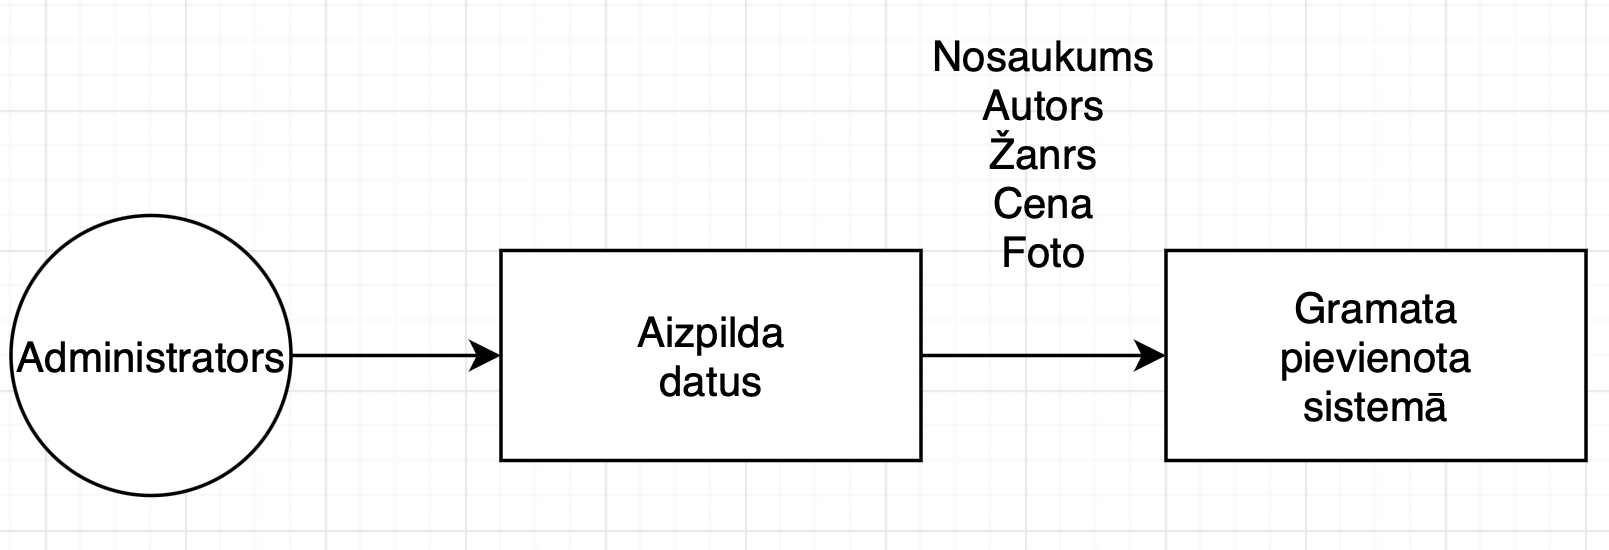 Administrators
Aizpilda
datus
Nosaukums
Autors
Žanrs
Cena
Foto
Gramata
pievienota
sistemā